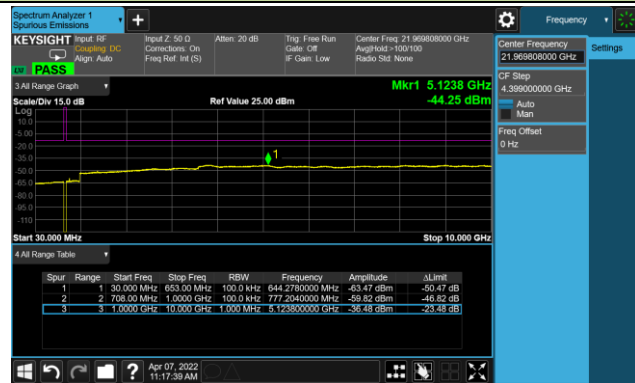 Spectrum Analyzer 1
Spurious Emissions
Frequency
KEYSIGHT
Input: RF
Coupling: DC
Align: Auto
Input Z: 50 Ω
Corrections: On
Freq Ref: Int (S)
Atten: 20 dB
Trig: Free Run
Gate: Off
IF Gain: Low
Center Freq: 21.969808000 GHz
Avg|Hold:>100/100
Radio Std: None
PASS
3 All Range Graph
Mkr1 5.1238 GHz
Scale/Div 15.0 dB
Ref Value 25.00 dBm
-44.25 dBm
Log
10.0
-5.00
-20.0
-35.0
-50.0
-65.0
-80.0
-95.0
-110
1
Start 30.000 MHz
Stop 10.000 GHz
4 All Range Table
Spur Range Start Freq Stop Freq RBW Frequency Amplitude ΔLimit
1 1 30.000 MHz 653.00 MHz 100.0 kHz 644.2780000 MHz -63.47 dBm -50.47 dB
2 2 708.00 MHz 1.0000 GHz 100.0 kHz 777.2040000 MHz -59.82 dBm -46.82 dB
3 3 1.0000 GHz 10.000 GHz 1.000 MHz 5.123800000 GHz -36.48 dBm -23.48 dB
Center Frequency
21.969808000 GHz
Settings
CF Step
4.399000000 GHz
Auto
Man
Freq Offset
0 Hz
?
Apr 07, 2022
11:17:39 AM